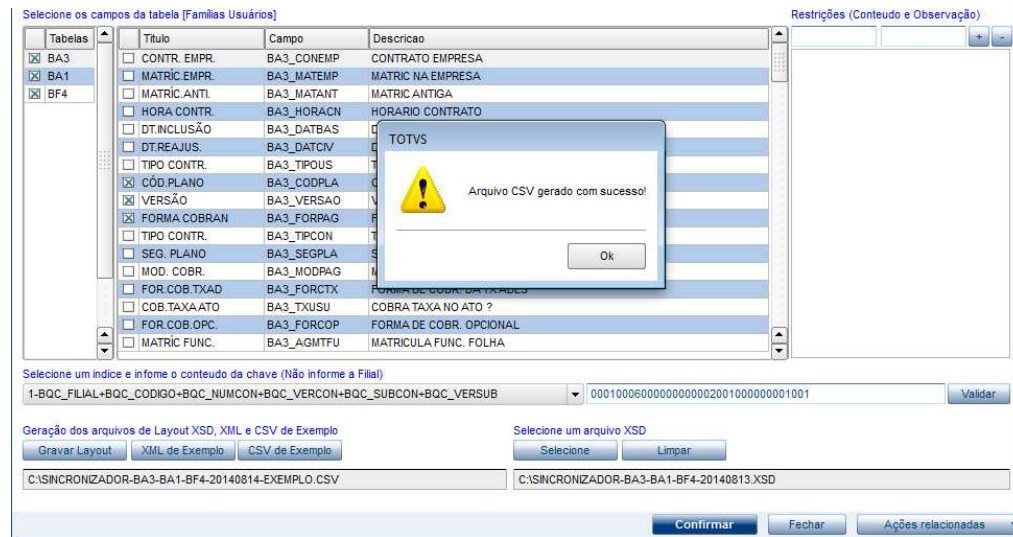 Selecione os campos da tabela [Famílias Usuários]
Restrições (Conteudo e Observação)
Tabelas
Titulo Campo Descricao
+ -
BA3
BA1
BF4
CONTR. EMPR. BA3_CONEMP CONTRATO EMPRESA
MATRÍC.EMPR. BA3_MATEMP MATRIC NA EMPRESA
MATRÍC.ANTI. BA3_MATANT MATRIC ANTIGA
HORA CONTR. BA3_HORACN HORARIO CONTRATO
DT.INCLUSÃO BA3_DATBAS
DT.REAJUS. BA3_DATCIV
TIPO CONTR. BA3_TIPOUS
CÓD.PLANO BA3_CODPLA
VERSÃO BA3_VERSAO
FORMA COBRAN BA3_FORPAG
TIPO CONTR. BA3_TIPCON
SEG. PLANO BA3_SEGPLA
MOD. COBR. BA3_MODPAG
FOR.COB.TXAD BA3_FORCTX FORMA DE COBR. DA TX ADES
COB.TAXA ATO BA3_TXUSU COBRA TAXA NO ATO ?
FOR.COB.OPC. BA3_FORCOP FORMA DE COBR. OPCIONAL
MATRÍC FUNC. BA3_AGMTFU MATRICULA FUNC. FOLHA
TOTVS
Arquivo CSV gerado com sucesso!
Ok
Selecione um indice e infome o conteudo da chave (Não informe a Filial)
1-BQC_FILIAL+BQC_CODIGO+BQC_NUMCON+BQC_VERCON+BQC_SUBCON+BQC_VERSUB
Validar
Geração dos arquivos de Layout XSD, XML e CSV de Exemplo
Selecione um arquivo XSD
Gravar Layout XML de Exemplo CSV de Exemplo
Selecione Limpar
C:\SINCRONIZADOR-BA3-BA1-BF4-20140814-EXEMPLO.CSV
C:\SINCRONIZADOR-BA3-BA1-BF4-20140813.XSD
Confirmar Fechar Ações relacionadas